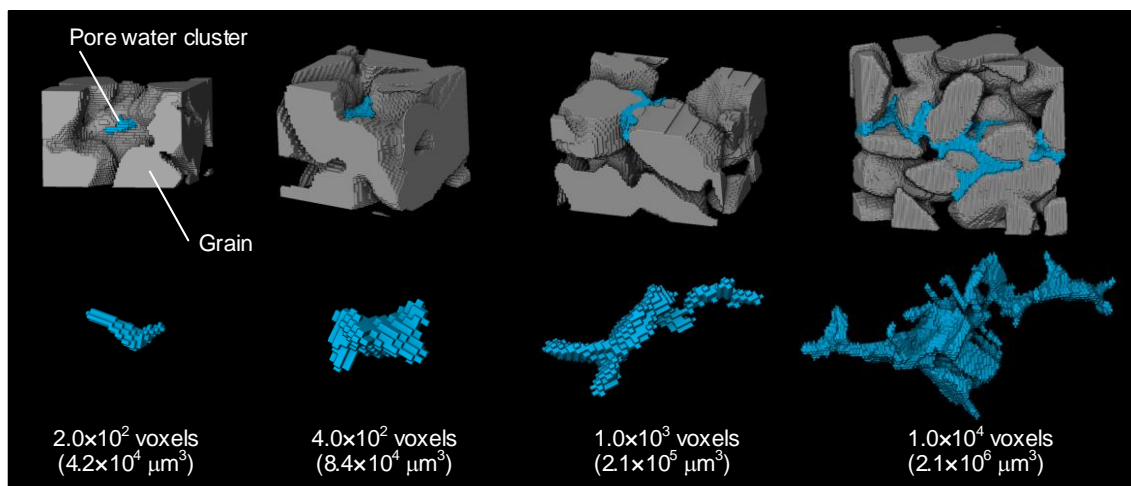 Pore water cluster
Grain
2.0×10² voxels
(4.2×10⁴ μm³)
4.0×10² voxels
(8.4×10⁴ μm³)
1.0×10³ voxels
(2.1×10⁵ μm³)
1.0×10⁴ voxels
(2.1×10⁶ μm³)